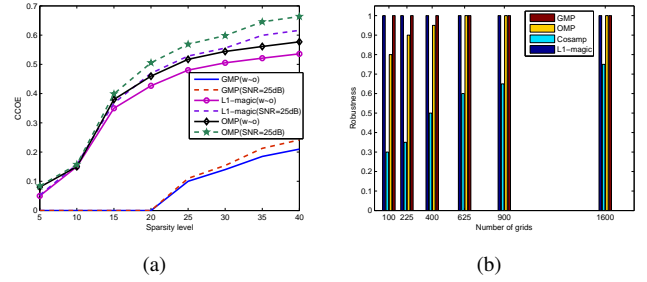 0.7
0.6
0.5
0.4
0.3
0.2
0.1
0
CCOE
5 10 15 20 25 30 35 40
Sparsity level
GMP(w~o)
GMP(SNR=25dB)
L1−magic(w~o)
L1−magic(SNR=25dB)
OMP(w~o)
OMP(SNR=25dB)
(a)
1
0.9
0.8
0.7
0.6
0.5
0.4
0.3
0.2
0.1
0
Robustness
100 225 400 625 900 1600
Number of grids
GMP
OMP
Cosamp
L1−magic
(b)